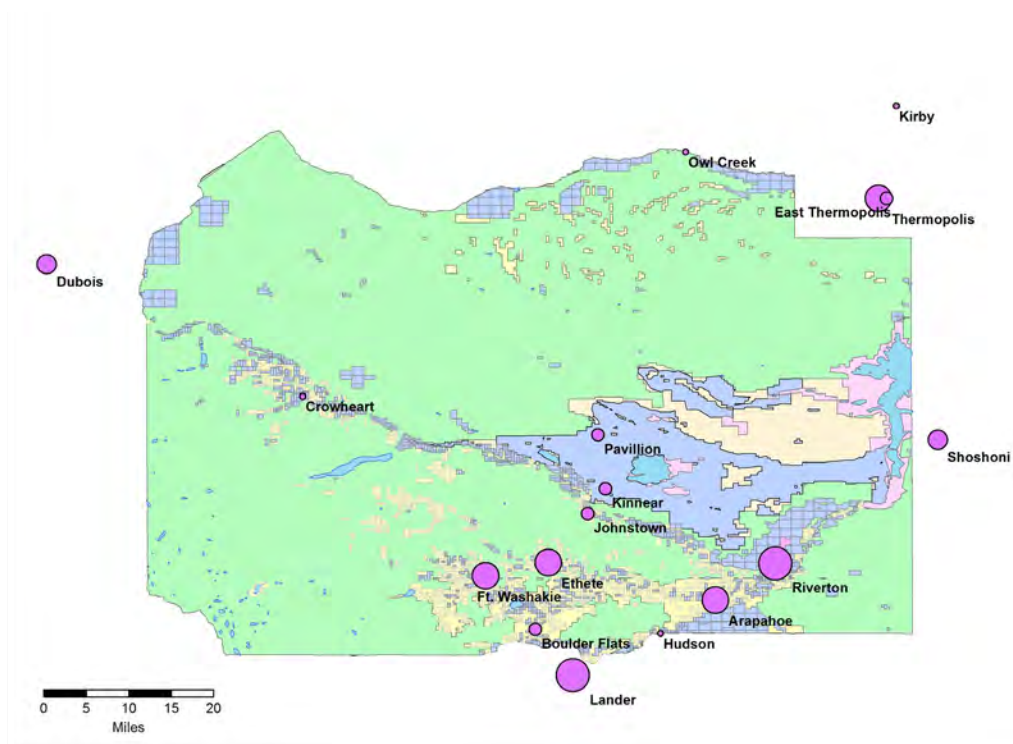 Kirby
Owl Creek
East Thermopolis
Thermopolis
Dubois
Crowheart
Pavillion
Shoshoni
Kinnear
Johnstown
Ethete
Riverton
Ft. Washakie
Arapahoe
Boulder Flats
Hudson
Lander
0 5 10 15 20
Miles